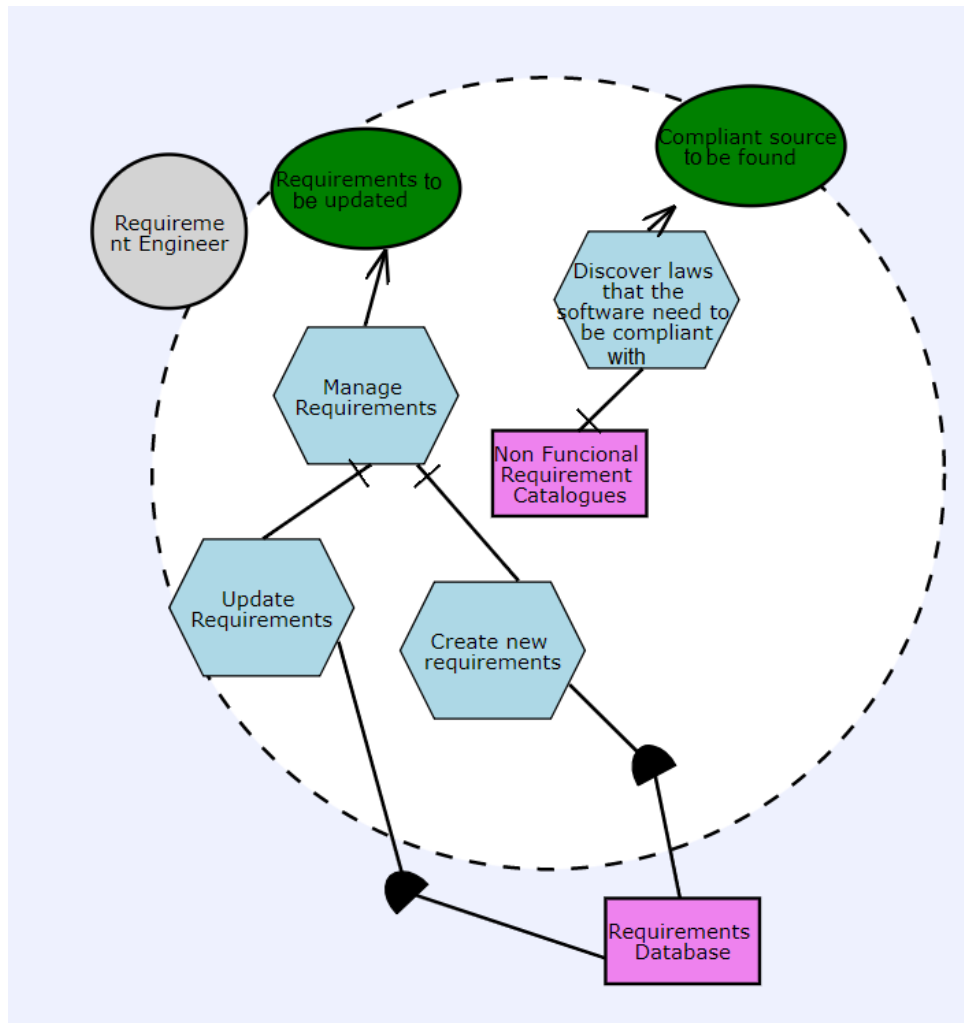 Compliant source
to be found
Requirements to
be updated
Requireme
nt Engineer
Discover laws
that the
software need to
be compliant
with
Manage
Requirements
Non Funcional
Requirement
Catalogues
Update
Requirements
Create new
requirements
Requirements
Database